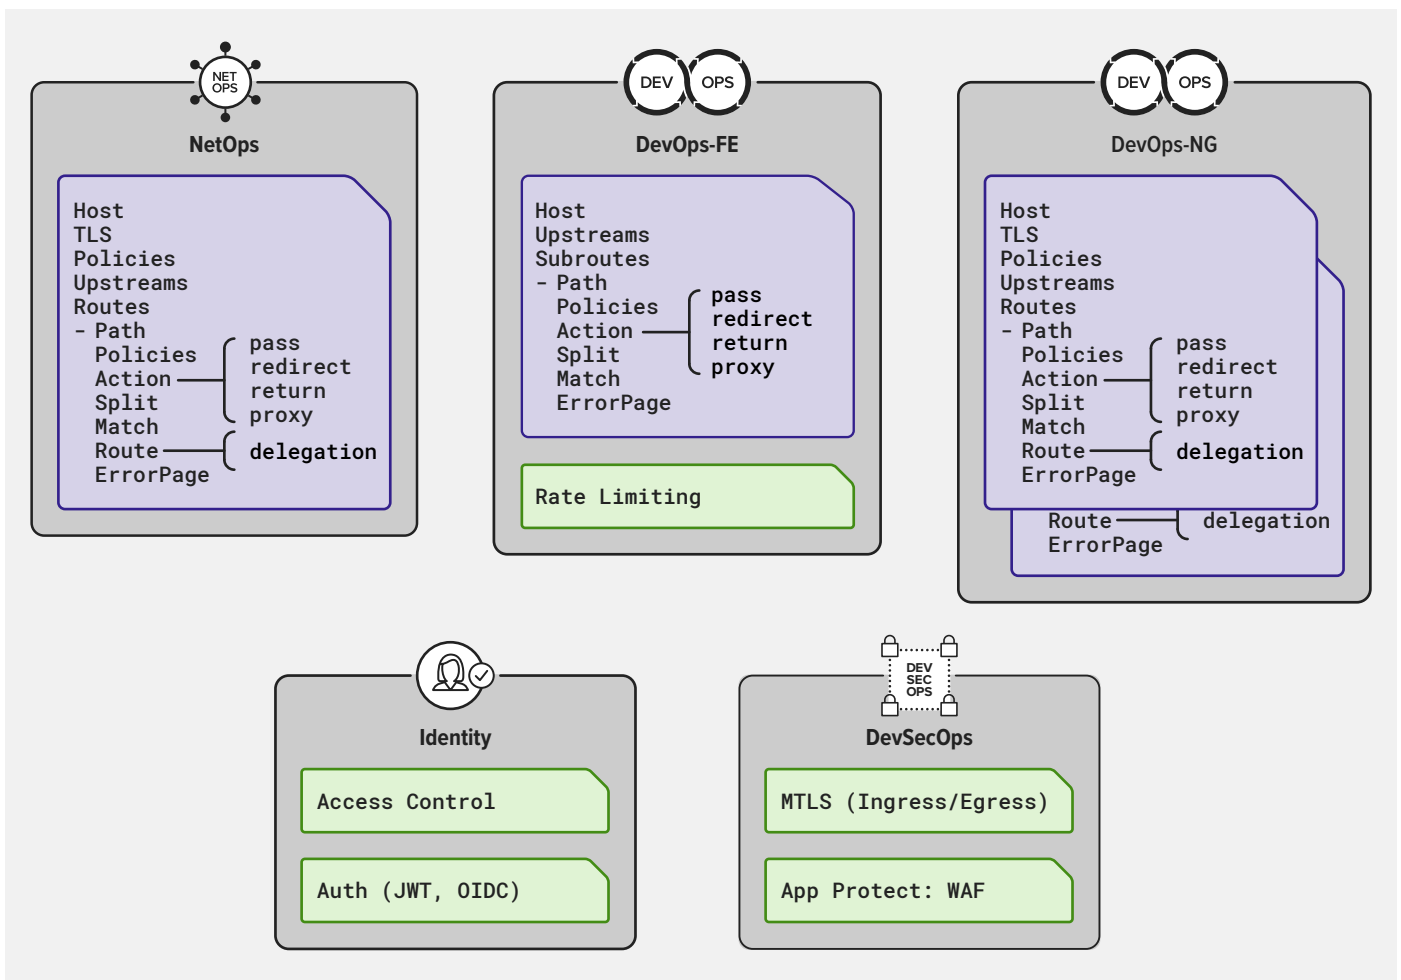 NET
OPS
NetOps
Host
TLS
Policies
Upstreams
Routes
- Path
Policies
Action
Split
Match
Route
ErrorPage
pass
redirect
return
proxy
delegation
DEV OPS
DevOps-FE
Host
Upstreams
Subroutes
- Path
Policies
Action
Split
Match
ErrorPage
pass
redirect
return
proxy
Rate Limiting
DEV OPS
DevOps-NG
Host
TLS
Policies
Upstreams
Routes
- Path
Policies
Action
Split
Match
Route
ErrorPage
pass
redirect
return
proxy
delegation
Route delegation
ErrorPage
Identity
Access Control
Auth (JWT, OIDC)
DEV
SEC
OPS
DevSecOps
MTLS (Ingress/Egress)
App Protect: WAF